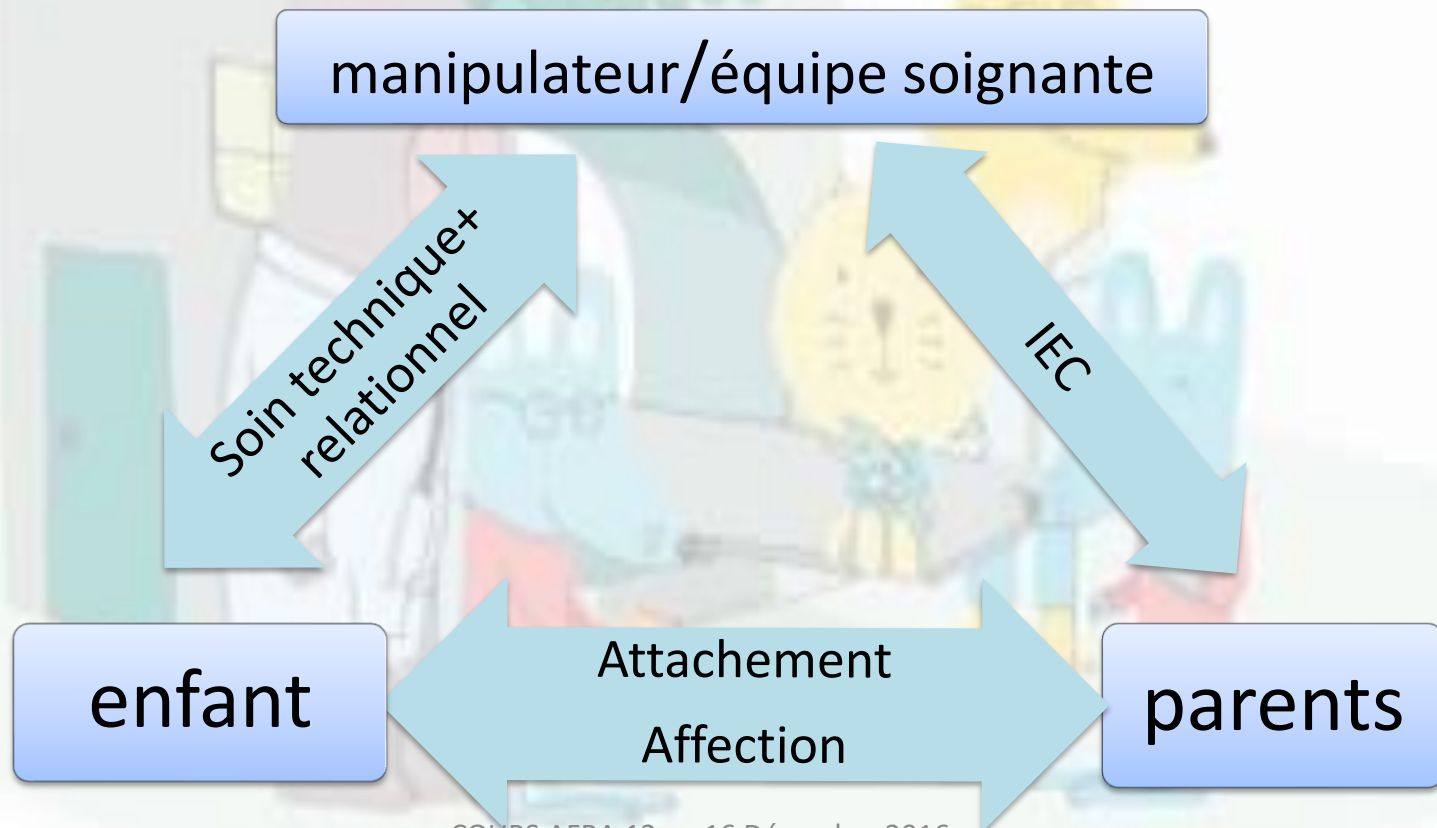 manipulateur/équipe soignante
Soin technique+
relationnel
IEC
Attachement
Affection
enfant
parents